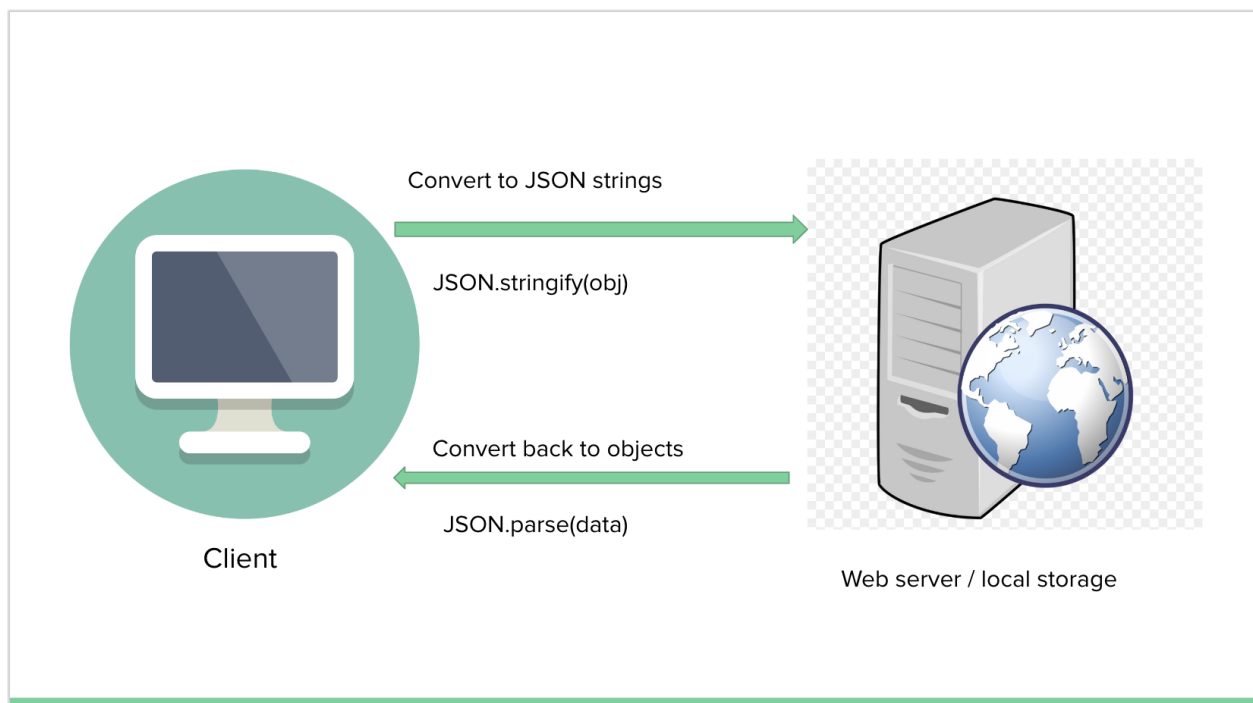 Convert to JSON strings
JSON.stringify(obj)
Convert back to objects
JSON.parse(data)
Client
Web server / local storage